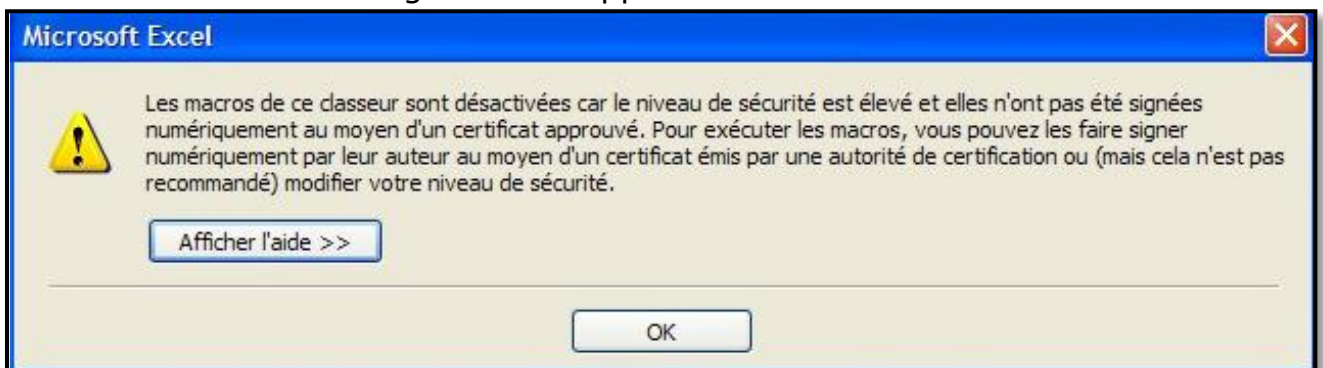 Microsoft Excel
Les macros de ce classeur sont désactivées car le niveau de sécurité est élevé et elles n'ont pas été signées
numériquement au moyen d'un certificat approuvé. Pour exécuter les macros, vous pouvez les faire signer
numériquement par leur auteur au moyen d'un certificat émis par une autorité de certification ou (mais cela n'est pas
recommandé) modifier votre niveau de sécurité.
Afficher l'aide >>
OK